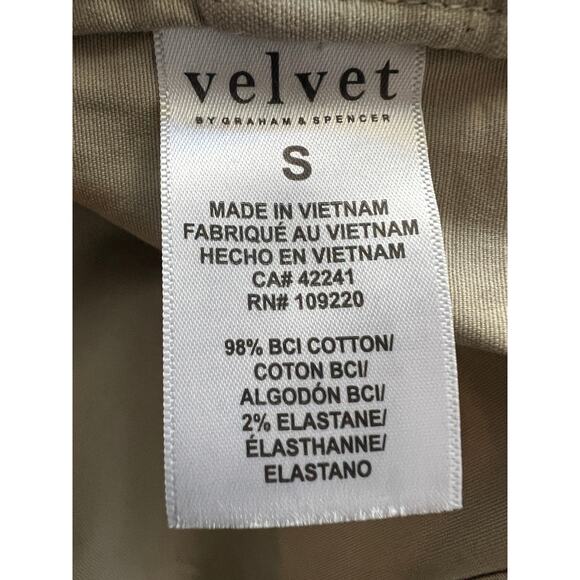 velvet
BY GRAHAM & SPENCER
S
MADE IN VIETNAM
FABRIQUÉ AU VIETNAM
HECHO EN VIETNAM
CA# 42241
RN# 109220
98% BCI COTTON/
COTON BCI/
ALGODÓN BCI/
2% ELASTANE/
ÉLASTHANNE/
ELASTANO